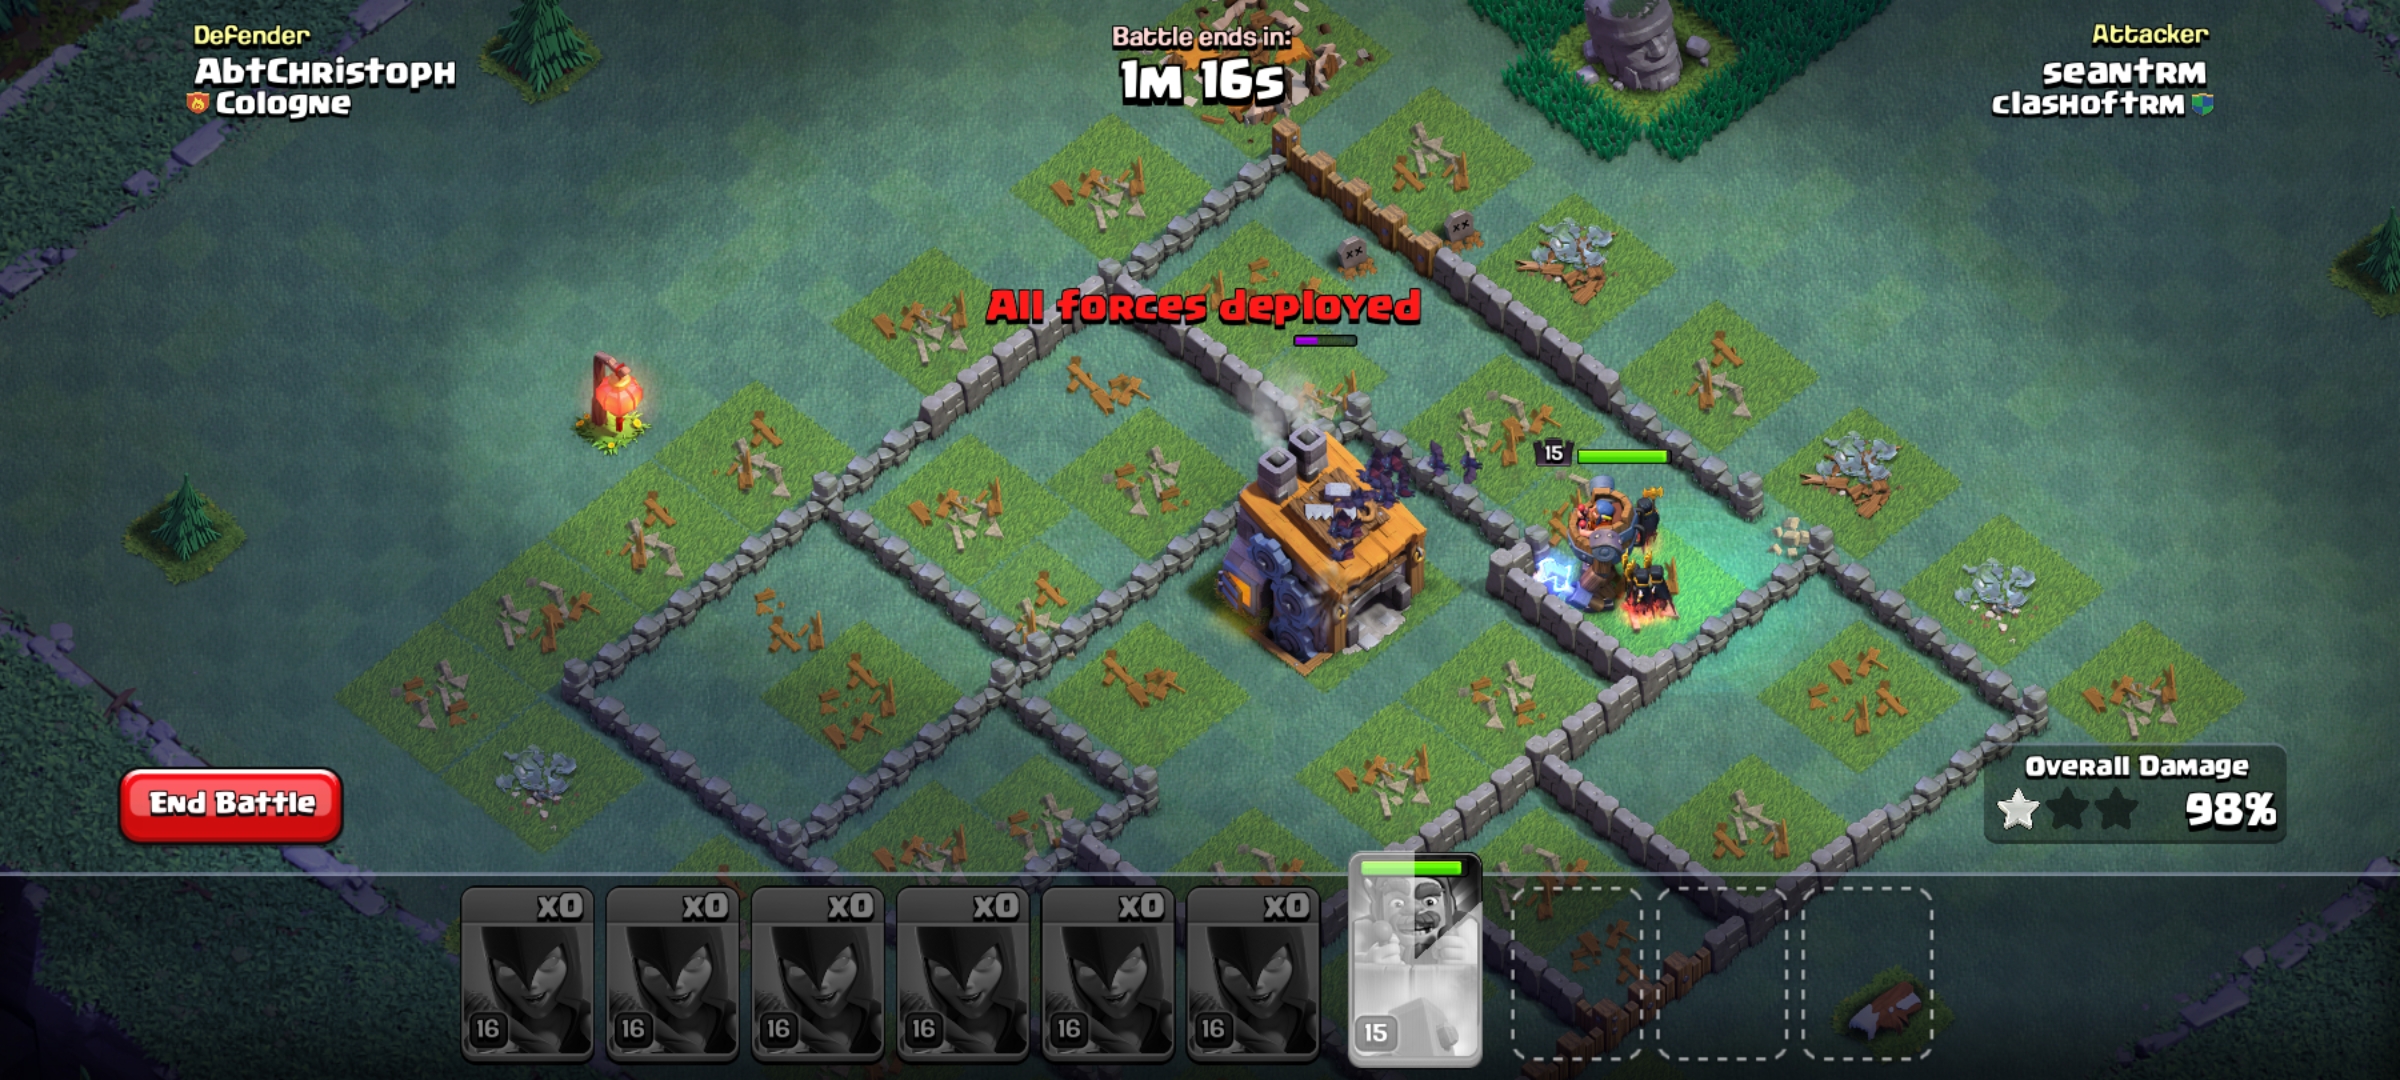 Defender
AbtChristoph
Cologne
Battle ends in:
1m 16s
Attacker
seantrm
clashoftrm
All forces deployed
15
End Battle
Overall Damage
98%
x0
x0
x0
x0
x0
x0
16
16
16
16
16
16
15